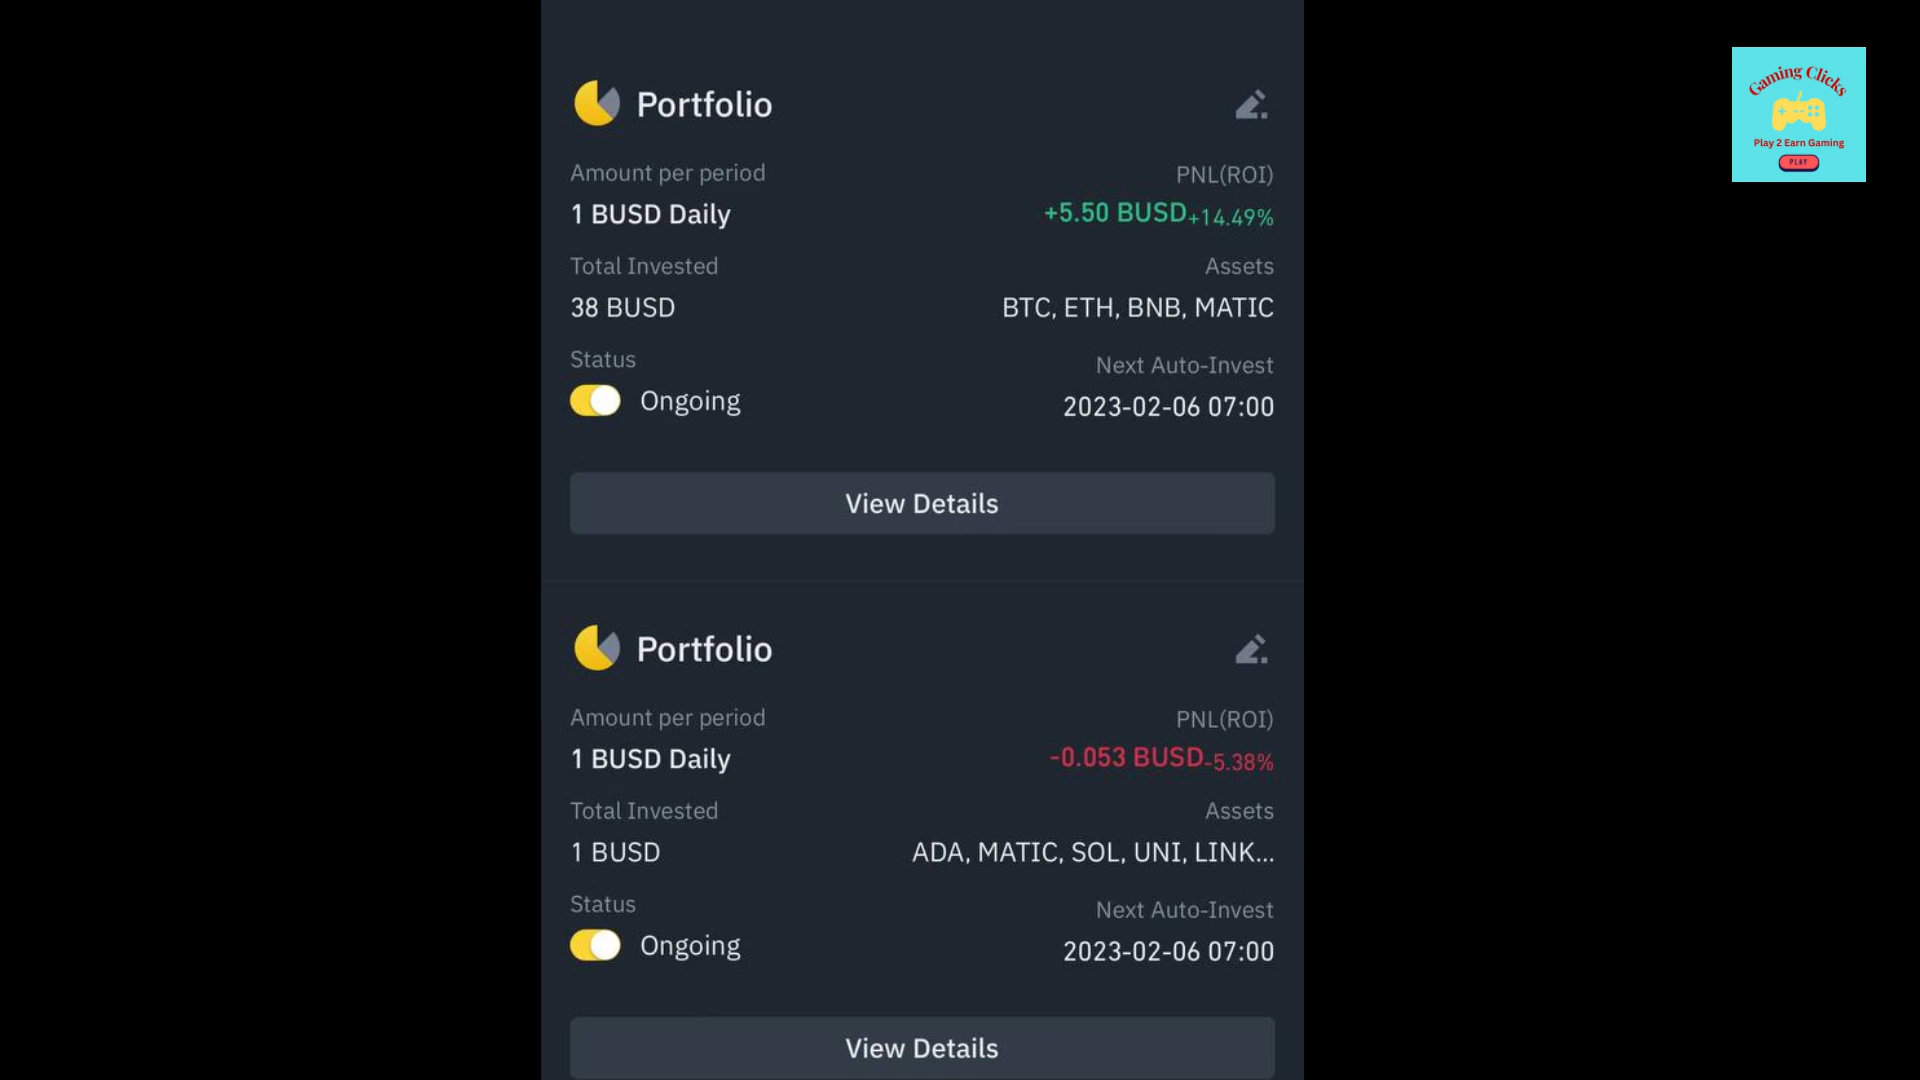 Portfolio
Amount per period
PNL(ROI)
1 BUSD Daily
+5.50 BUSD+14.49%
Total Invested
Assets
38 BUSD
BTC, ETH, BNB, MATIC
Status
Next Auto-Invest
Ongoing
2023-02-06 07:00
View Details
Portfolio
Amount per period
PNL(ROI)
1 BUSD Daily
-0.053 BUSD-5.38%
Total Invested
Assets
1 BUSD
ADA, MATIC, SOL, UNI, LINK...
Status
Next Auto-Invest
Ongoing
2023-02-06 07:00
View Details
Gaming Clicks
Play 2 Earn Gaming
PLAY